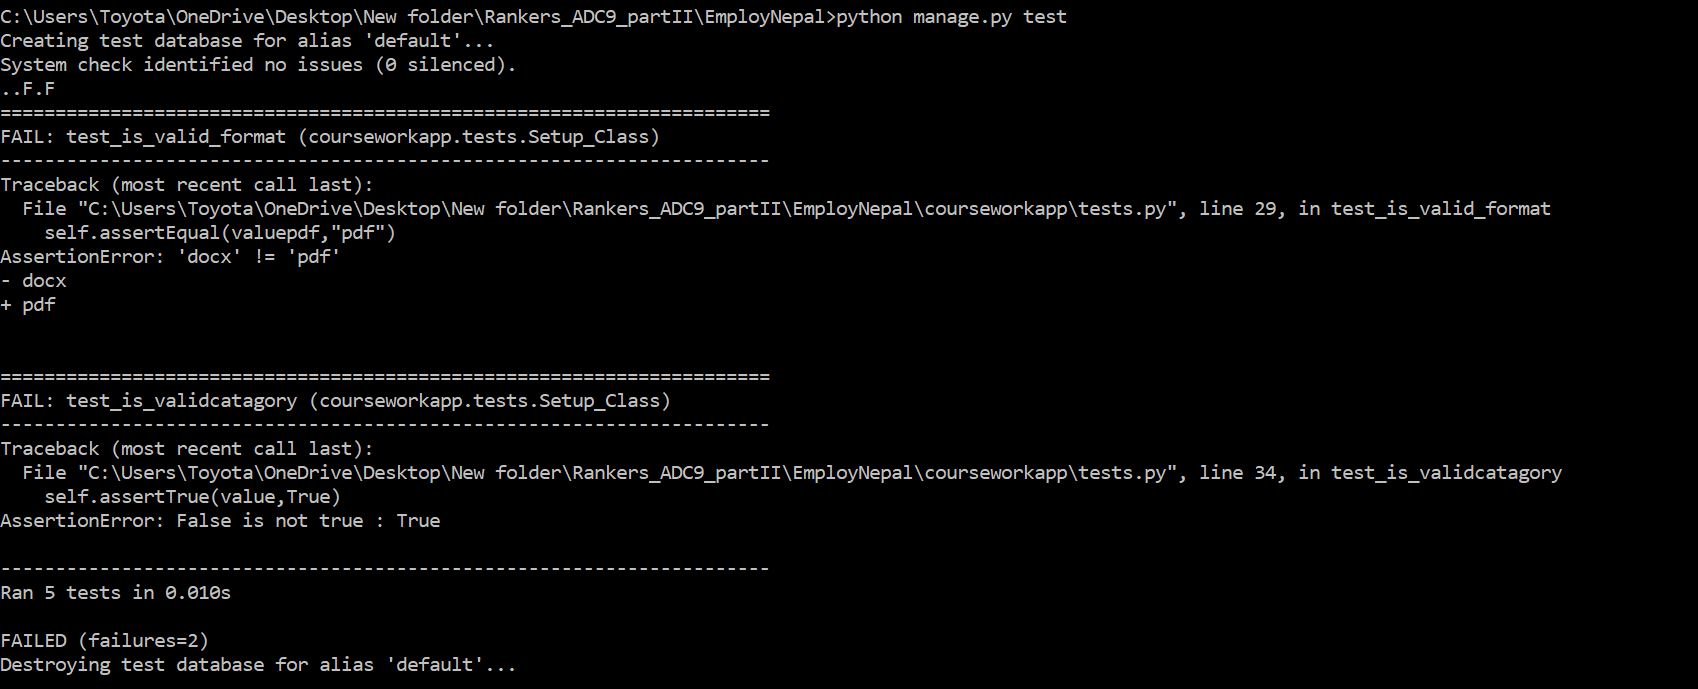 C:\Users\Toyota\OneDrive\Desktop\New folder\Rankers_ADC9_partII\EmployNepal>python manage.py test
Creating test database for alias 'default'...
System check identified no issues (0 silenced).
..F.F
======================================================================
FAIL: test_is_valid_format (courseworkapp.tests.Setup_Class)
----------------------------------------------------------------------
Traceback (most recent call last):
  File "C:\Users\Toyota\OneDrive\Desktop\New folder\Rankers_ADC9_partII\EmployNepal\courseworkapp\tests.py", line 29, in test_is_valid_format
    self.assertEqual(valuepdf,"pdf")
AssertionError: 'docx' != 'pdf'
- docx
+ pdf
======================================================================
FAIL: test_is_validcatagory (courseworkapp.tests.Setup_Class)
----------------------------------------------------------------------
Traceback (most recent call last):
  File "C:\Users\Toyota\OneDrive\Desktop\New folder\Rankers_ADC9_partII\EmployNepal\courseworkapp\tests.py", line 34, in test_is_validcatagory
    self.assertTrue(value,True)
AssertionError: False is not true : True
----------------------------------------------------------------------
Ran 5 tests in 0.010s
FAILED (failures=2)
Destroying test database for alias 'default'...